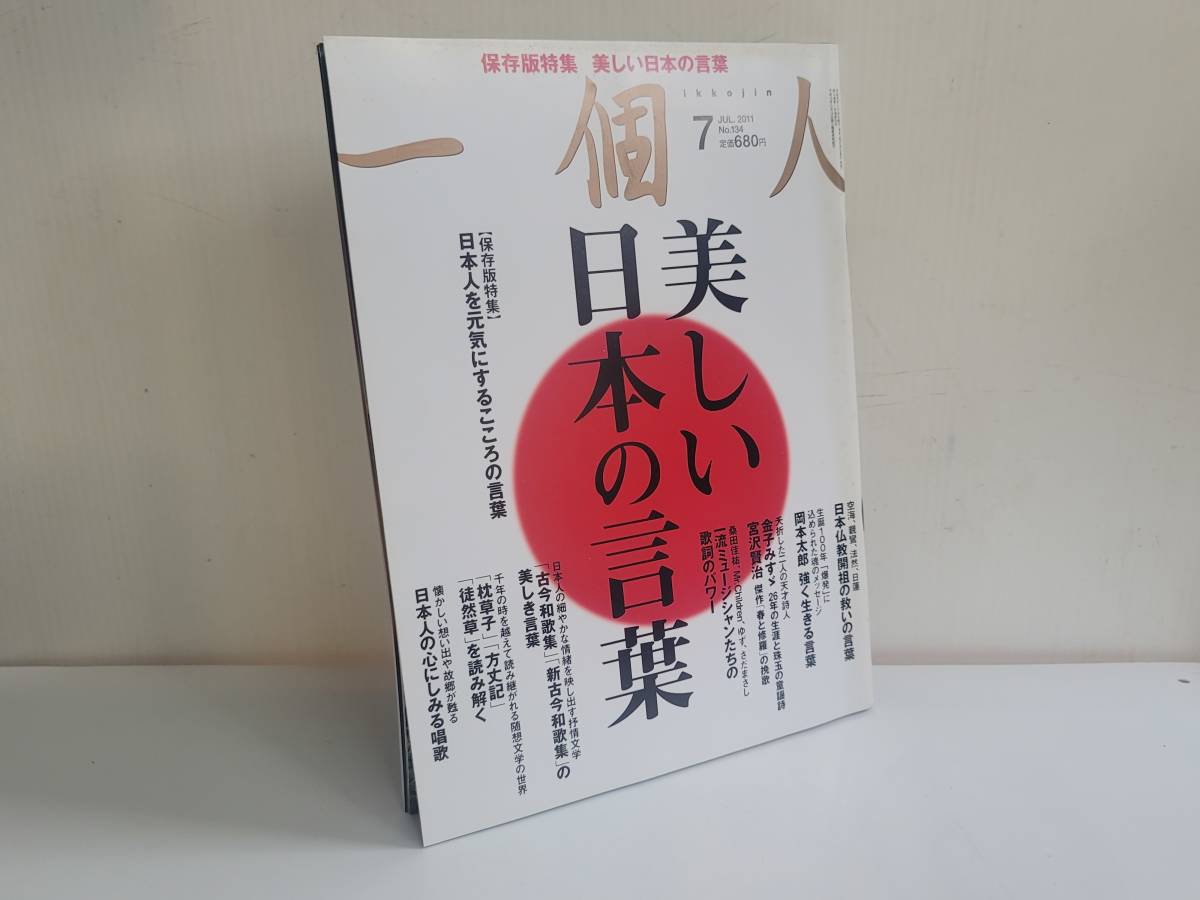 保存版特集 美しい日本の言葉
一個人
ikkojin
7
JUL. 2011
No.134
定価680円
美しい
日本の言葉
【保存版特集】
日本人を元気にするこころの言葉
空海、親鸞、法然、日蓮
日本仏教開祖の救いの言葉
生誕100年「爆発」に
込められた魂のメッセージ
岡本太郎 強く生きる言葉
夭折した二人の天才詩人
金子みすゞ 26年の生涯と珠玉の童謡詩
宮沢賢治 傑作「春と修羅」の挽歌
桑田佳祐、Mr.Children、ゆず、さだまさし
一流ミュージシャンたちの
歌詞のパワー
日本人の細やかな情緒を映し出す抒情文学
「古今和歌集」「新古今和歌集」の
美しき言葉
千年の時を越えて読み継がれる随想文学の世界
「枕草子」「方丈記」
「徒然草」を読み解く
懐かしい想い出や故郷が甦る
日本人の心にしみる唱歌